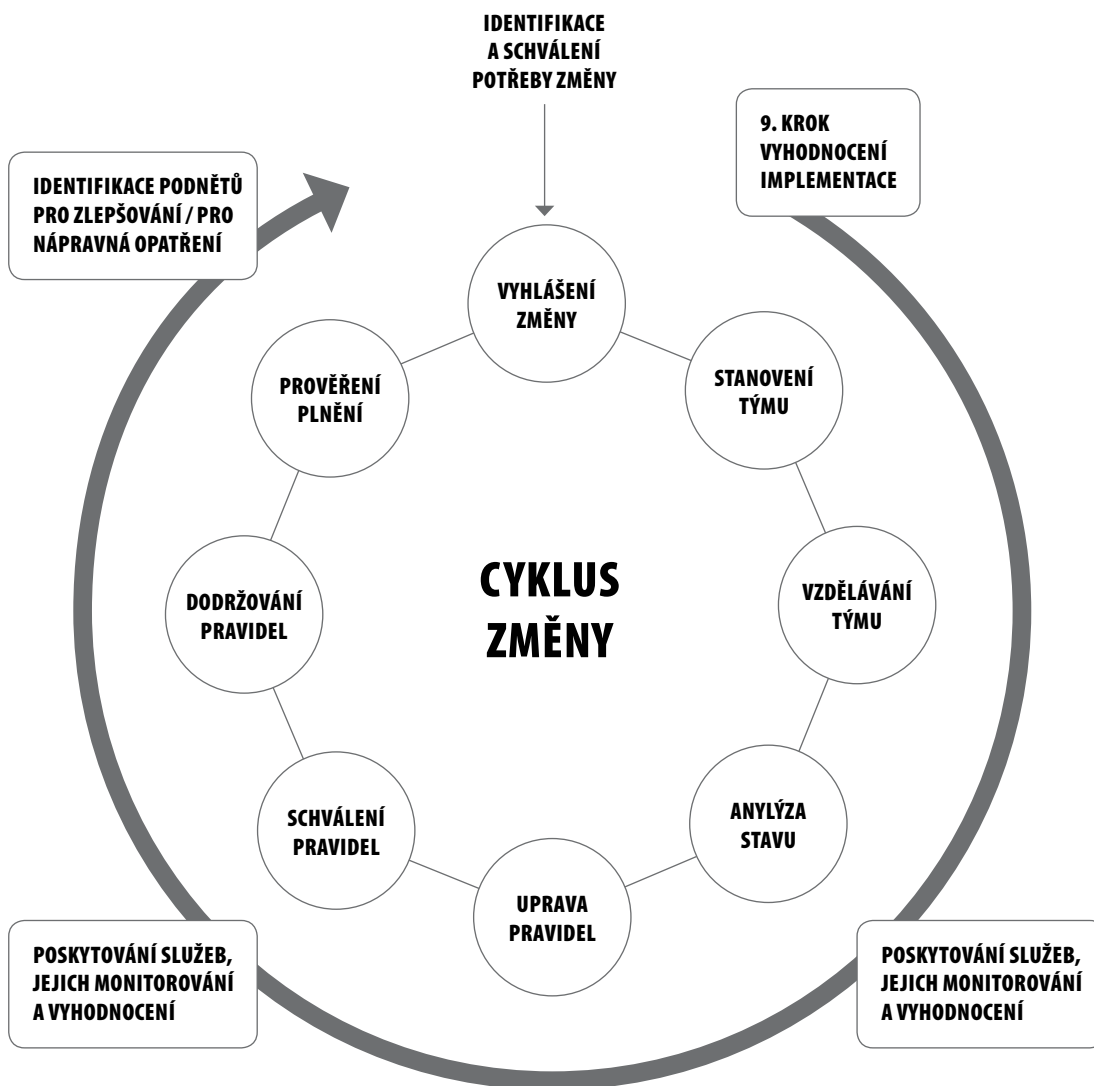 IDENTIFIKACE
A SCHVÁLENÍ
POTŘEBY ZMĚNY
9. KROK
VYHODNOCENÍ
IMPLEMENTACE
IDENTIFIKACE PODNĚTŮ
PRO ZLEPŠOVÁNÍ / PRO
NÁPRAVNÁ OPATŘENÍ
VYHLÁŠENÍ
ZMĚNY
STANOVENÍ
TÝMU
VZDĚLÁVÁNÍ
TÝMU
ANYLÝZA
STAVU
UPRAVA
PRAVIDEL
SCHVÁLENÍ
PRAVIDEL
DODRŽOVÁNÍ
PRAVIDEL
PROVĚŘENÍ
PLNĚNÍ
CYKLUS
ZMĚNY
POSKYTOVÁNÍ SLUŽEB,
JEJICH MONITOROVÁNÍ
A VYHODNOCENÍ
POSKYTOVÁNÍ SLUŽEB,
JEJICH MONITOROVÁNÍ
A VYHODNOCENÍ